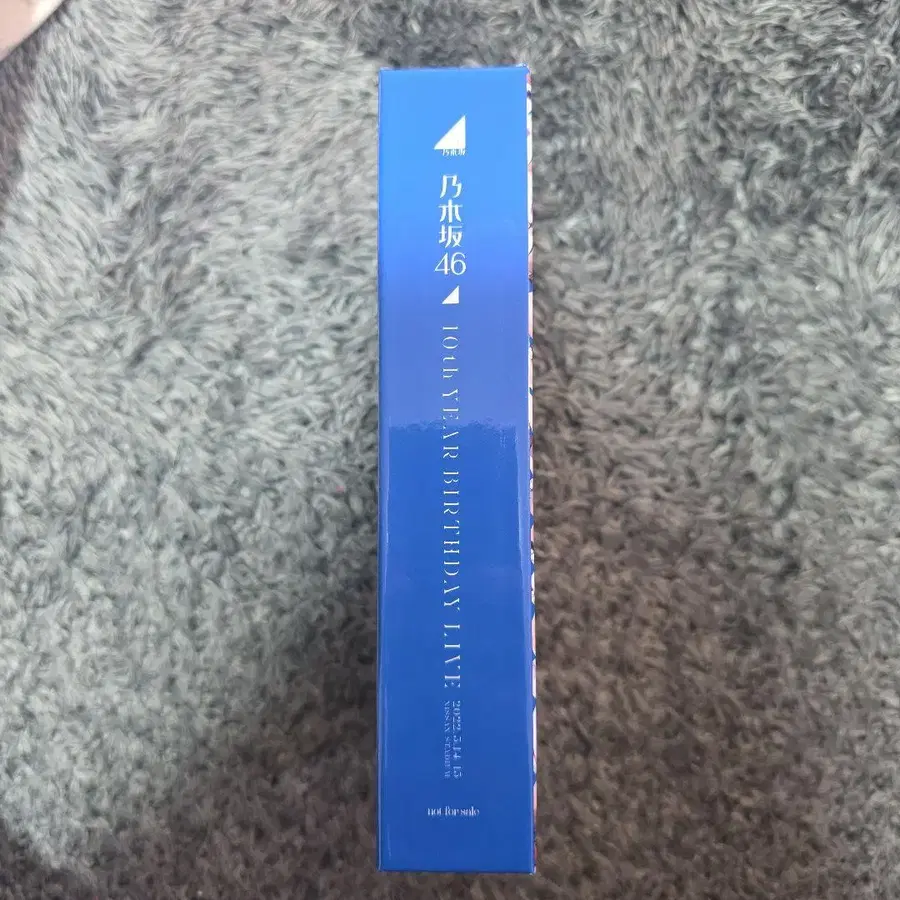 乃木坂
乃木坂46
10th YEAR BIRTHDAY LIVE
2022.5.14-15
NISSAN STADIUM
not for sale